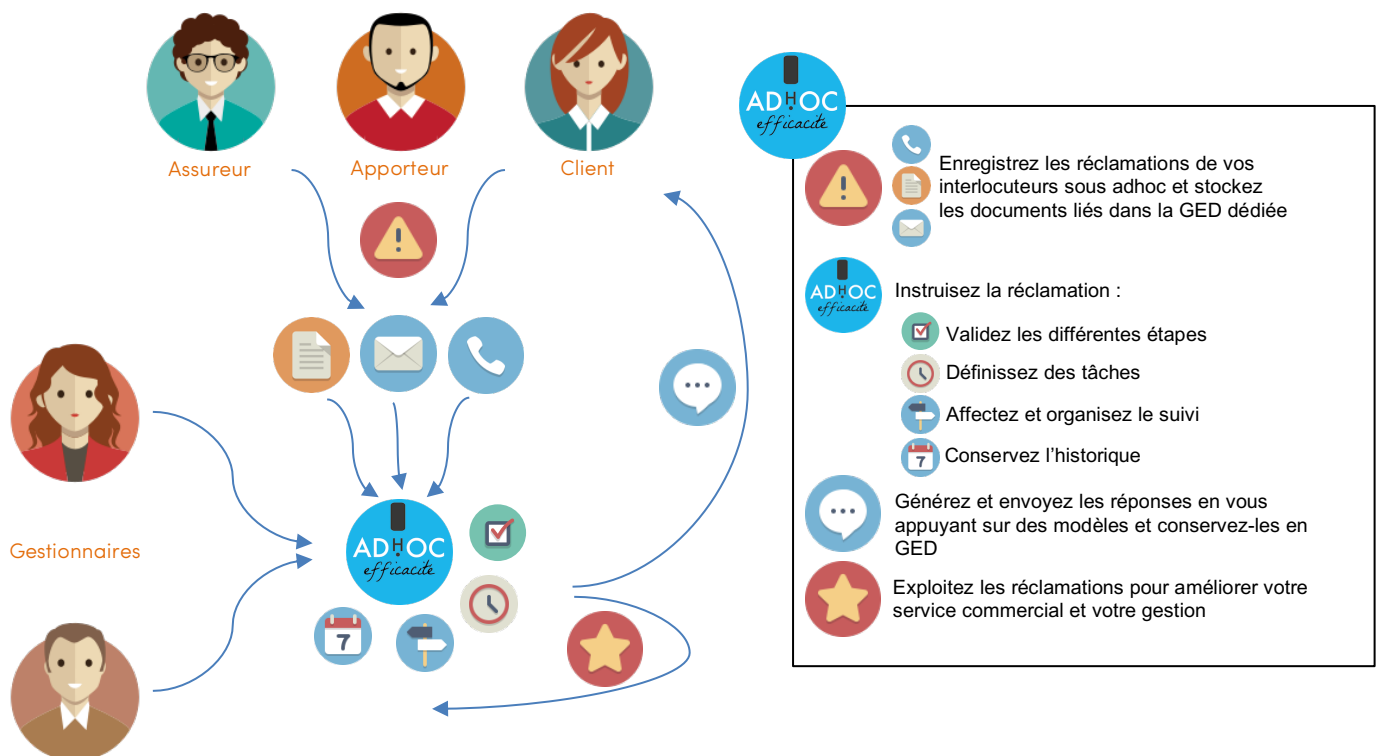 Assureur
Apporteur
Client
Gestionnaires
ADHOC
efficacité
7
ADHOC
efficacité
Enregistrez les réclamations de vos
interlocuteurs sous adhoc et stockez
les documents liés dans la GED dédiée
ADHOC
efficacité
Instruisez la réclamation :
Validez les différentes étapes
Définissez des tâches
Affectez et organisez le suivi
7
Conservez l’historique
Générez et envoyez les réponses en vous
appuyant sur des modèles et conservez-les en
GED
Exploitez les réclamations pour améliorer votre
service commercial et votre gestion